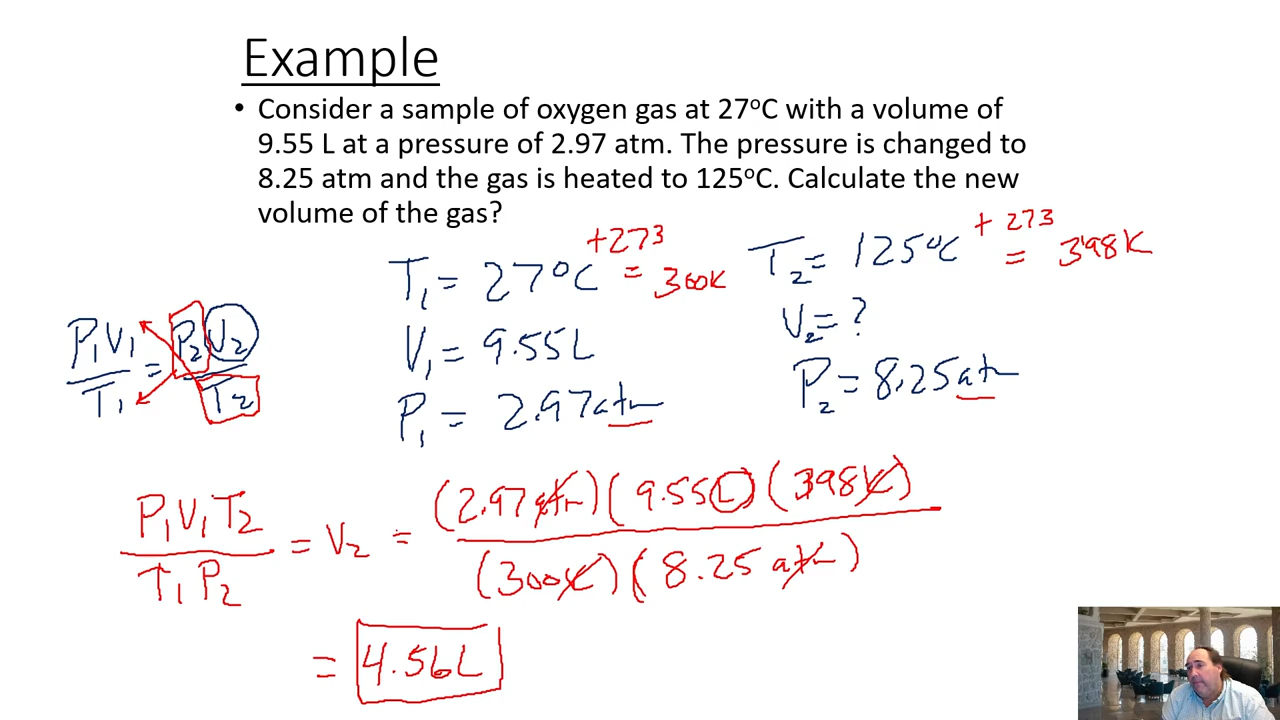 Example
• Consider a sample of oxygen gas at 27°C with a volume of
9.55 L at a pressure of 2.97 atm. The pressure is changed to
8.25 atm and the gas is heated to 125°C. Calculate the new
volume of the gas?
T₁ = 27°C +273 = 300K
T₂ = 125°C + 273 = 398K
P₁V₁/T₁ = P₂V₂/T₂
V₁ = 9.55L
V₂ = ?
P₁ = 2.97atm
P₂ = 8.25atm
P₁V₁T₂/T₁P₂ = V₂ = (2.97atm)(9.55L)(398K)/(300K)(8.25 atm)
= 4.56L